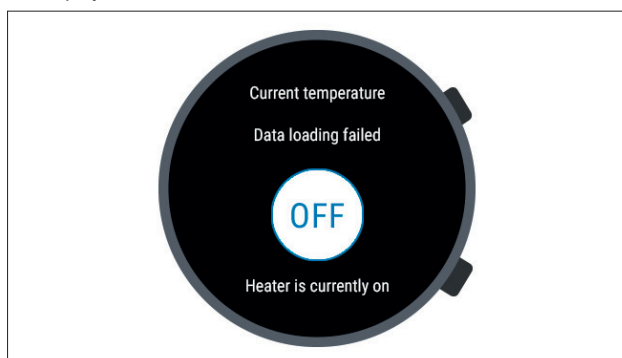 Current temperature
Data loading failed
OFF
Heater is currently on